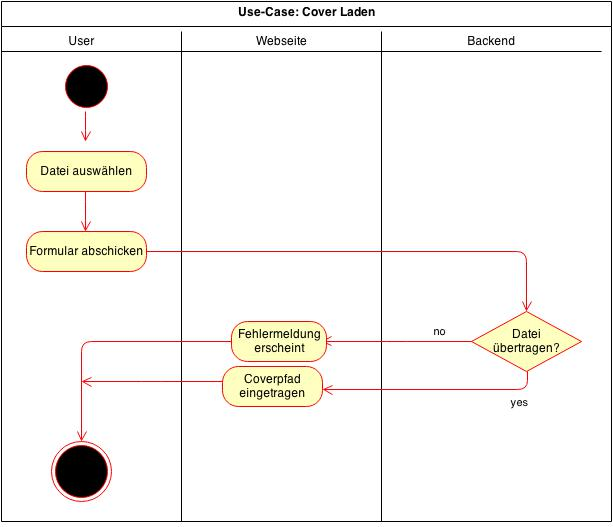 Use-Case: Cover Laden
User
Webseite
Backend
Datei auswählen
Formular abschicken
Fehlermeldung
erscheint
no
Datei
übertragen?
Coverpfad
eingetragen
yes